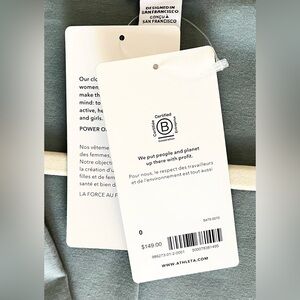 DESIGNED IN
SAN FRANCISCO
CONÇU À
SAN FRANCISCO
Our clo
women
make th
mind: to
active, he
and girls.
POWER O
Nos vêteme
des femmes,
Notre objecti
la création d'u
filles et de fem
santé et bien d
LA FORCE AU F
Certified
B
Corporation
We put people and planet
up there with profit.
Pour nous, le respect des travailleurs
et de l'environnement est tout aussi
0
$149.00
WWW.ATHLETA.COM